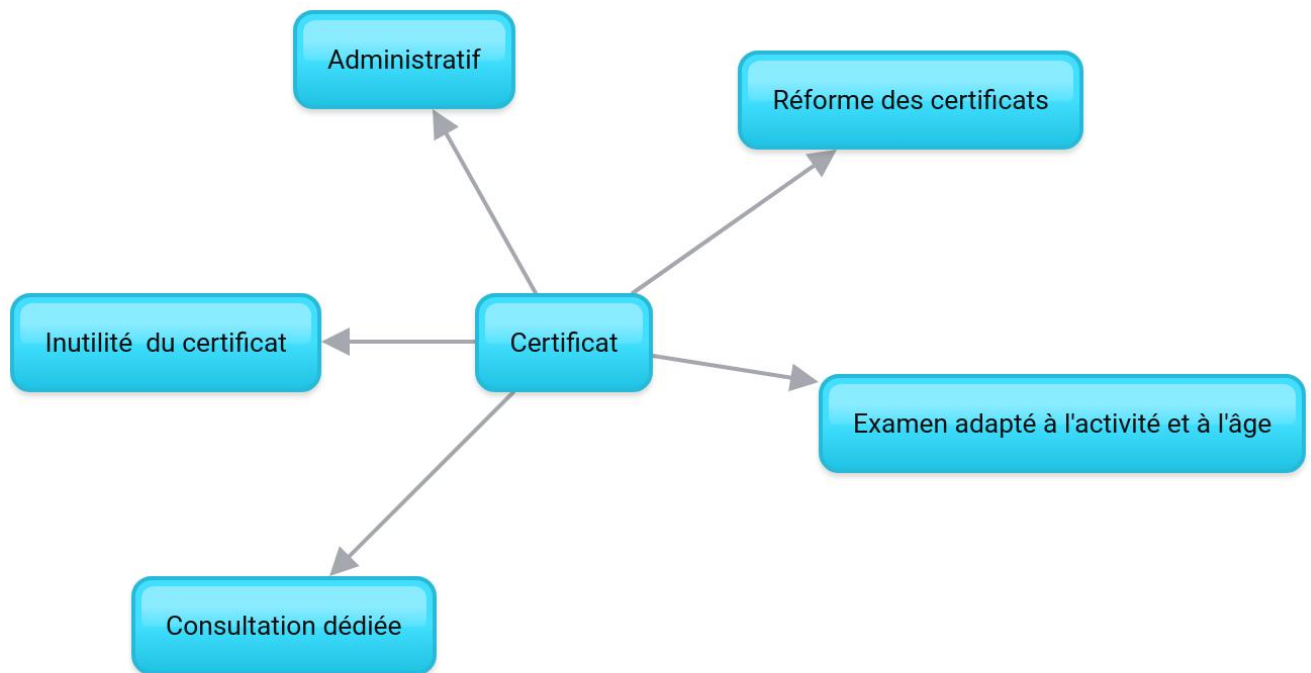 Administratif
Réforme des certificats
Inutilité  du certificat
Certificat
Examen adapté à l'activité et à l'âge
Consultation dédiée